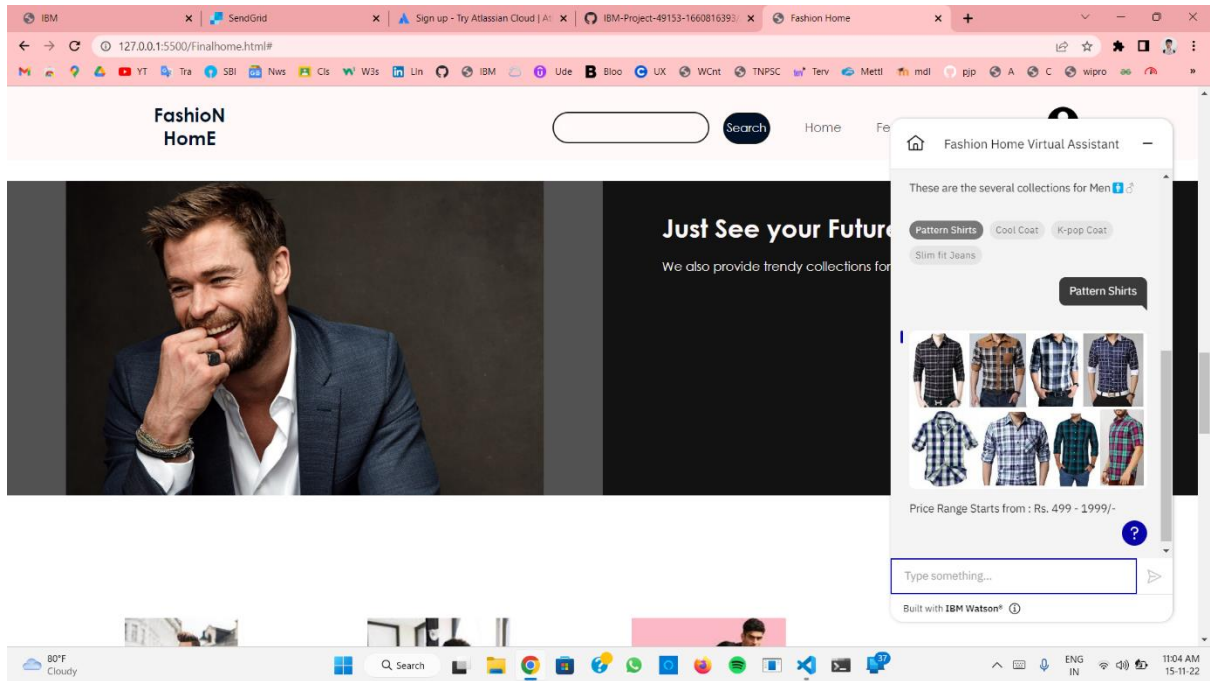 IBM
SendGrid
Sign up - Try Atlassian Cloud | At
IBM-Project-49153-1660816393/
Fashion Home
127.0.0.1:5500/Finalhome.html#
YT Tra SBI Nws Cls W3s Lin IBM Ude Bloo UX WCnt TNPSC Terv Mettl mdl pjp A C wipro
FashioN
HomE
Search
Home
Fe
Just See your Future
We also provide trendy collections for
Fashion Home Virtual Assistant
These are the several collections for Men
Pattern Shirts Cool Coat K-pop Coat
Slim fit Jeans
Pattern Shirts
Price Range Starts from : Rs. 499 - 1999/-
?
Type something...
Built with IBM Watson®
80°F
Cloudy
Search
37
ENG
IN
11:04 AM
15-11-22